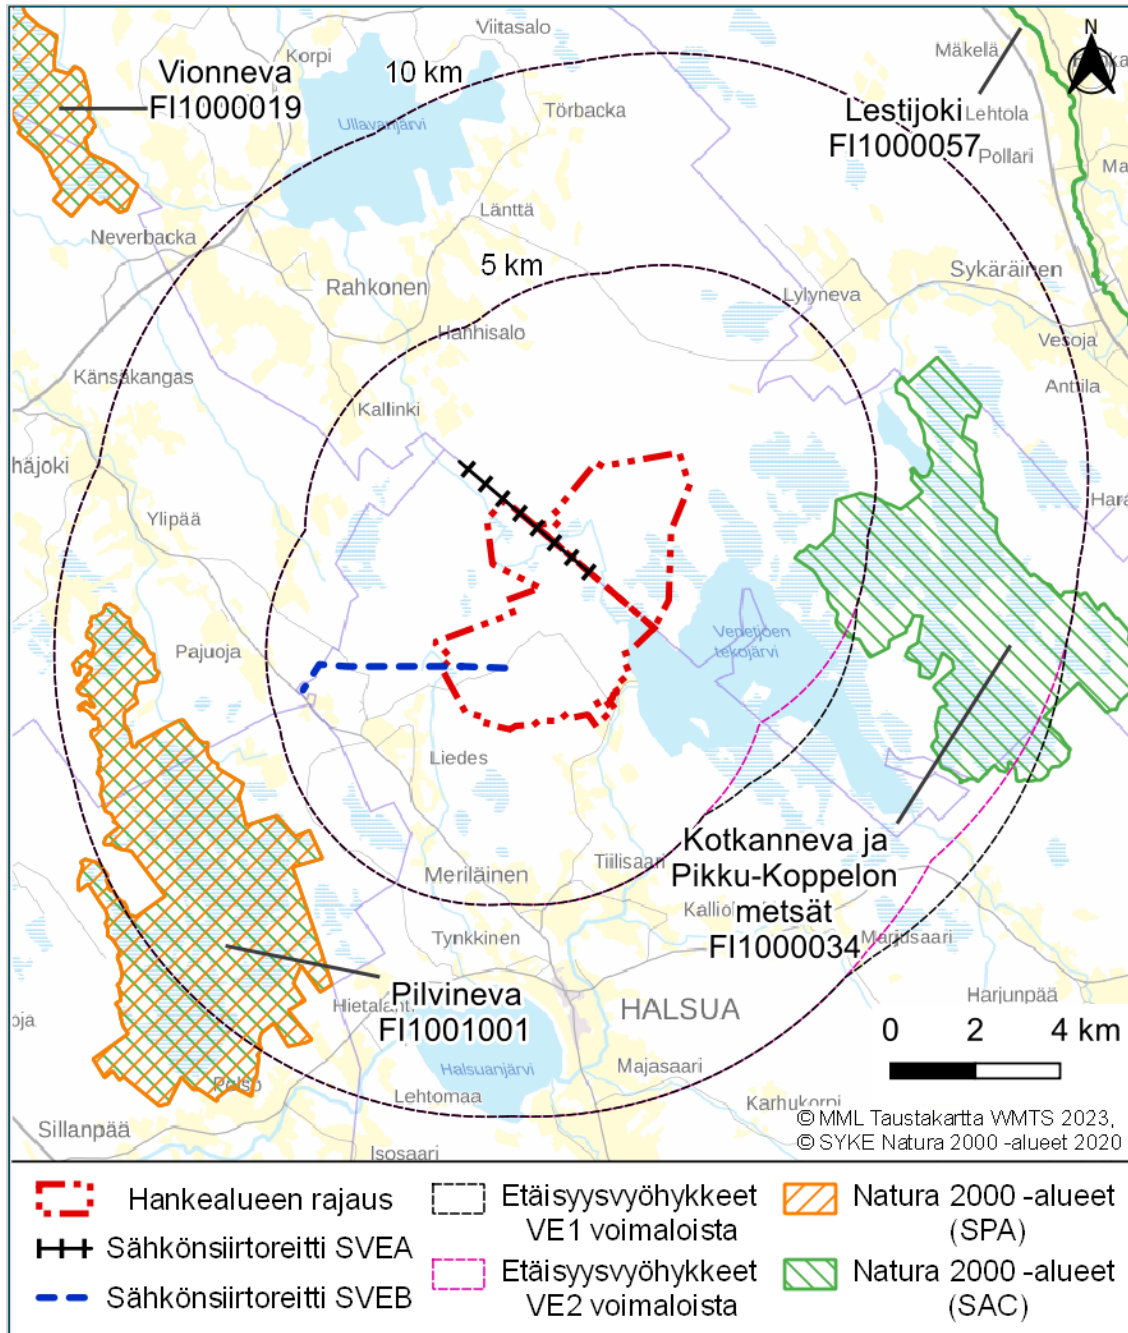 Viitasalo
Korpi
Mäkelä
N
Vionneva
FI1000019
10 km
Ullavanjärvi
Törbacka
Lestijoki
FI1000057
Lehtola
Pollari
Länttä
Neverbacka
5 km
Rahkonen
Sykäräinen
Lylyneva
Hanhisalo
Vesoja
Känsäkangas
Anttila
Kallinki
häjoki
Ylipää
Pajuoja
Venetjoen
tekojärvi
Liedes
Kotkanneva ja
Pikku-Koppelon
metsät
FI1000034
Tiilisaari
Meriläinen
Marjusaari
Tynkkinen
Pilvineva
FI1001001
HALSUA
Harjunpää
0 2 4 km
Halsuanjärvi
Majasaari
Lehtomaa
Karhukorpi
Sillanpää
Isosaari
© MML Taustakartta WMTS 2023,
© SYKE Natura 2000 -alueet 2020
Hankealueen rajaus
Sähkönsiirtoreitti SVEA
Sähkönsiirtoreitti SVEB
Etäisyysvyöhykkeet
VE1 voimaloista
Etäisyysvyöhykkeet
VE2 voimaloista
Natura 2000 -alueet
(SPA)
Natura 2000 -alueet
(SAC)